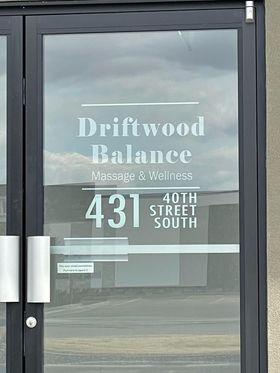 Driftwood
Balance
Massage & Wellness
431 40TH
STREET
SOUTH